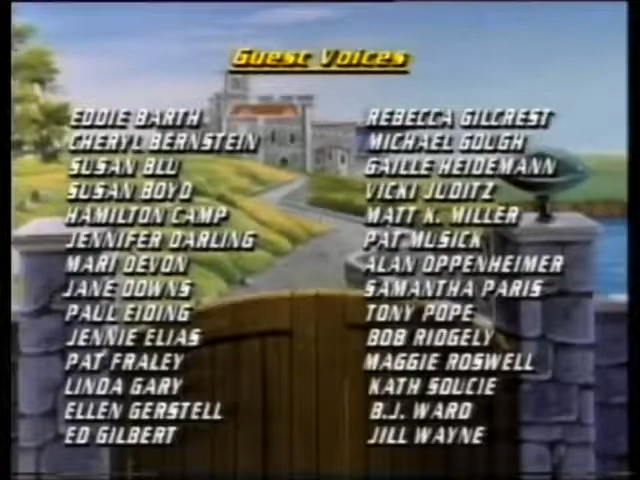 Guest Voices
EDDIE BARTH
CHERYL BERNSTEIN
SUSAN BLU
SUSAN BOYD
HAMILTON CAMP
JENNIFER DARLING
MARI DEVON
JANE DOWNS
PAUL EIDING
JENNIE ELIAS
PAT FRALEY
LINDA GARY
ELLEN GERSTELL
ED GILBERT
REBECCA GILCREST
MICHAEL GOUGH
GAILLE HEIDEMANN
VICKI JUDITZ
MATT K. MILLER
PAT MUSICK
ALAN OPPENHEIMER
SAMANTHA PARIS
TONY POPE
BOB RIDGELY
MAGGIE ROSWELL
KATH SOUCIE
B.J. WARD
JILL WAYNE